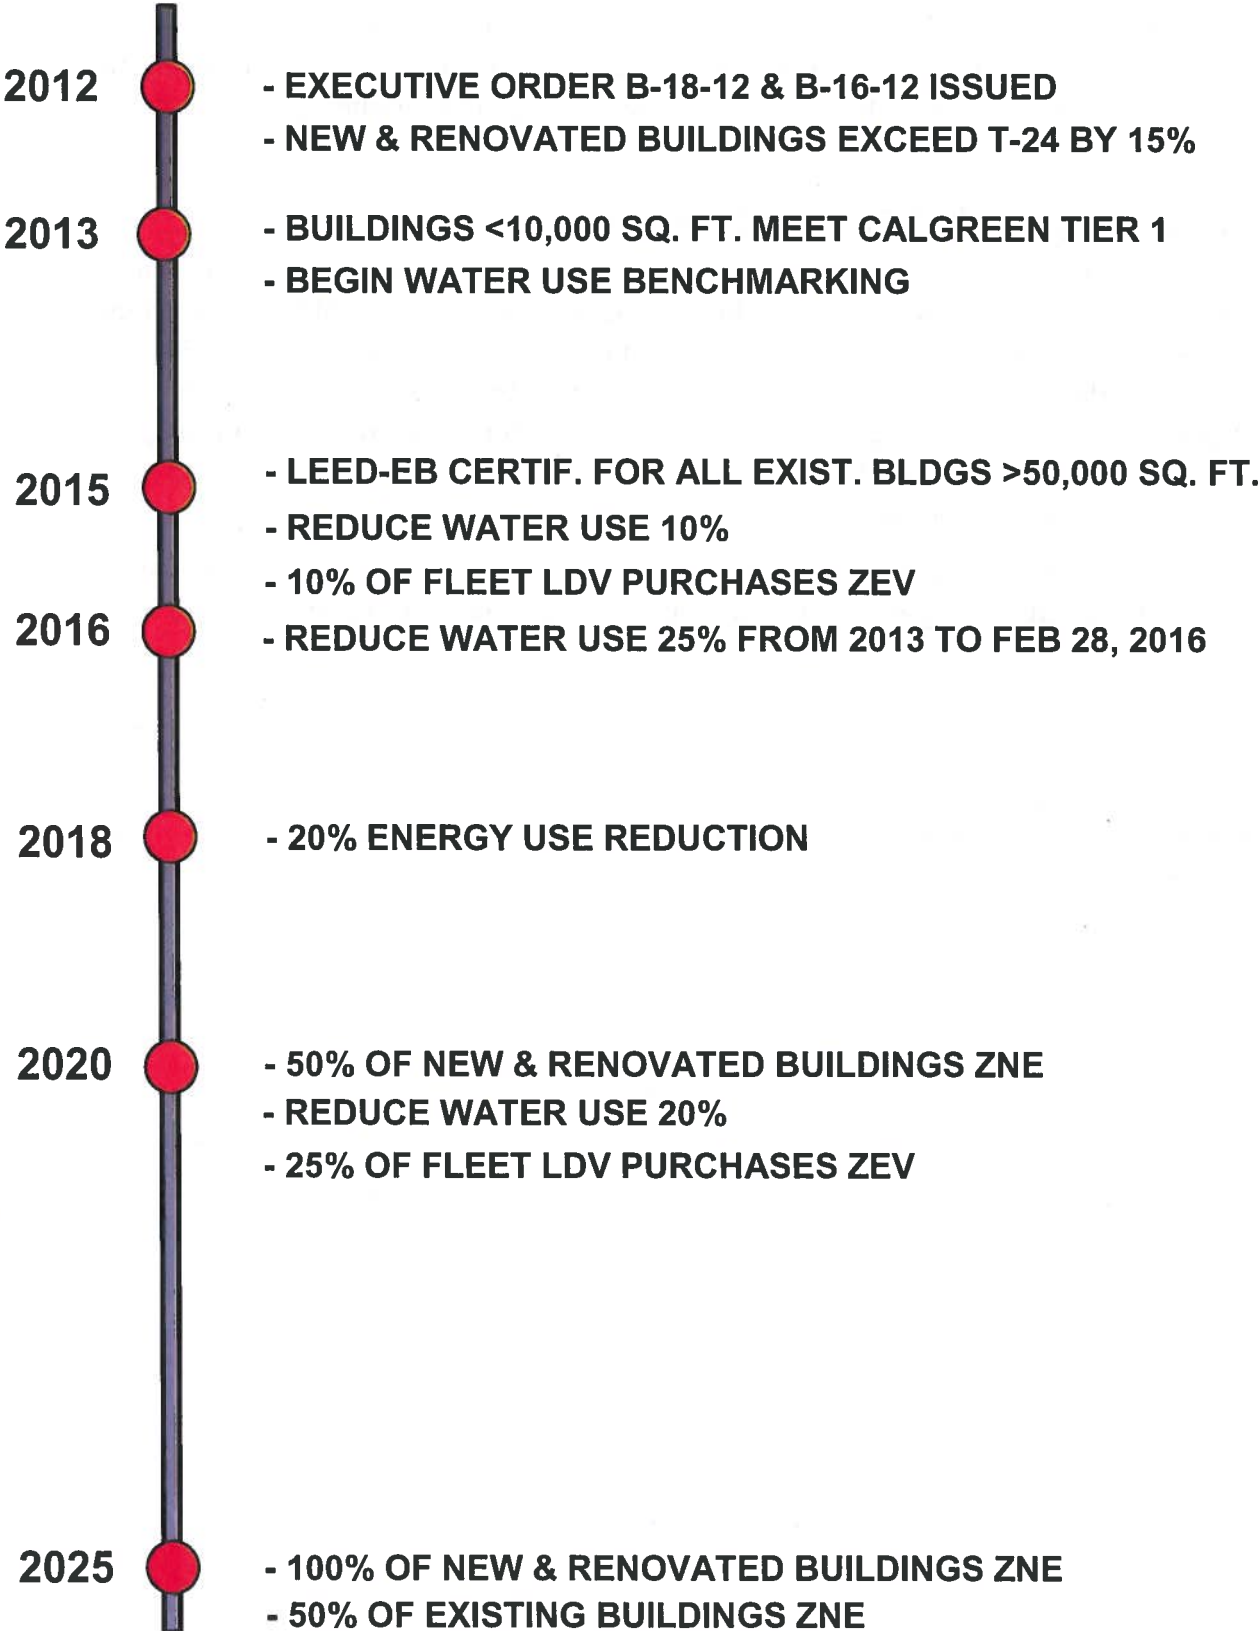 2012
- EXECUTIVE ORDER B-18-12 & B-16-12 ISSUED
- NEW & RENOVATED BUILDINGS EXCEED T-24 BY 15%
2013
- BUILDINGS <10,000 SQ. FT. MEET CALGREEN TIER 1
- BEGIN WATER USE BENCHMARKING
2015
- LEED-EB CERTIF. FOR ALL EXIST. BLDGS >50,000 SQ. FT.
- REDUCE WATER USE 10%
- 10% OF FLEET LDV PURCHASES ZEV
2016
- REDUCE WATER USE 25% FROM 2013 TO FEB 28, 2016
2018
- 20% ENERGY USE REDUCTION
2020
- 50% OF NEW & RENOVATED BUILDINGS ZNE
- REDUCE WATER USE 20%
- 25% OF FLEET LDV PURCHASES ZEV
2025
- 100% OF NEW & RENOVATED BUILDINGS ZNE
- 50% OF EXISTING BUILDINGS ZNE